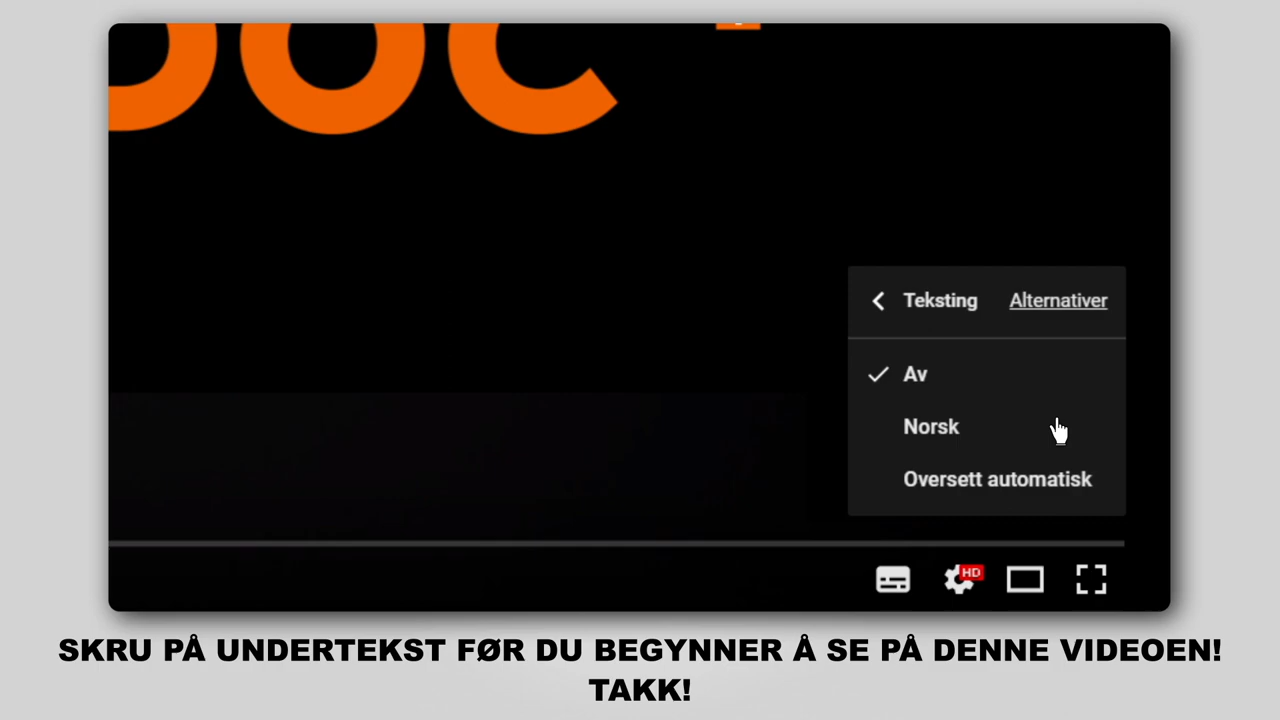 Teksting Alternativer
Av
Norsk
Oversett automatisk
HD
SKRU PÅ UNDERTEKST FØR DU BEGYNNER Å SE PÅ DENNE VIDEOEN!
TAKK!